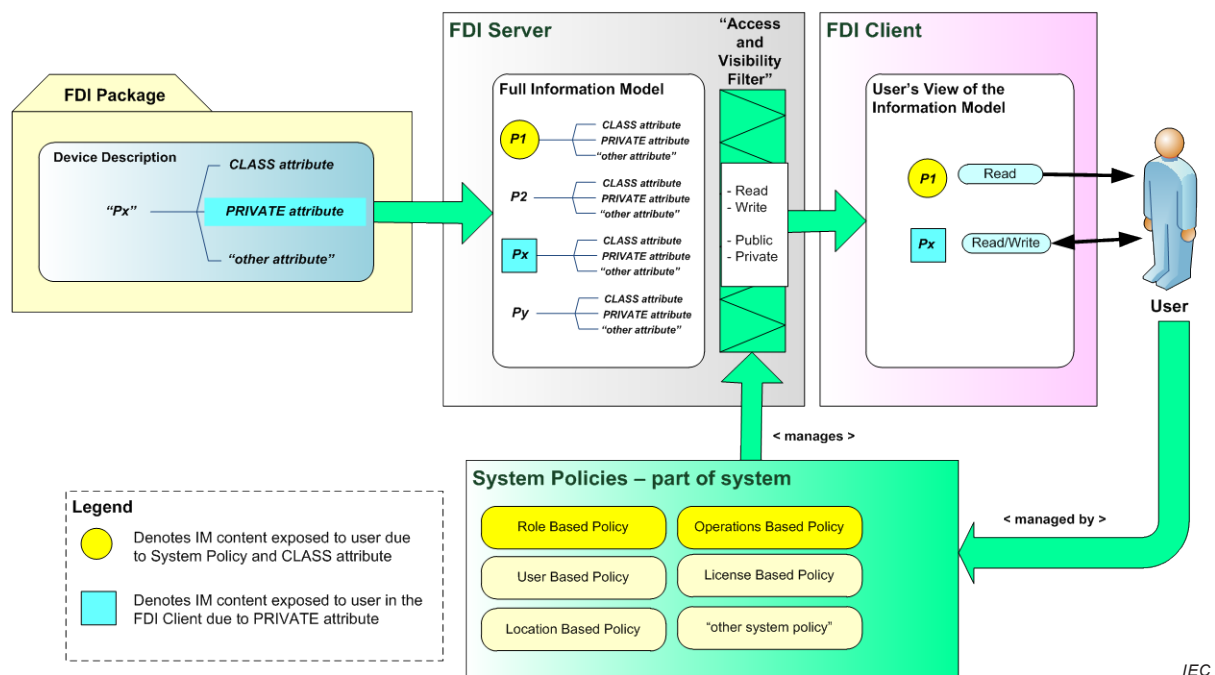 FDI Package
Device Description
CLASS attribute
“Px”
PRIVATE attribute
“other attribute”
FDI Server
Full Information Model
P1
CLASS attribute
PRIVATE attribute
“other attribute”
P2
CLASS attribute
PRIVATE attribute
“other attribute”
Px
CLASS attribute
PRIVATE attribute
“other attribute”
Py
CLASS attribute
PRIVATE attribute
“other attribute”
“Access
and
Visibility
Filter”
- Read
- Write
- Public
- Private
FDI Client
User’s View of the
Information Model
P1
Read
Px
Read/Write
User
< manages >
< managed by >
System Policies – part of system
Role Based Policy
Operations Based Policy
User Based Policy
License Based Policy
Location Based Policy
“other system policy”
Legend
Denotes IM content exposed to user due
to System Policy and CLASS attribute
Denotes IM content exposed to user in the
FDI Client due to PRIVATE attribute
IEC